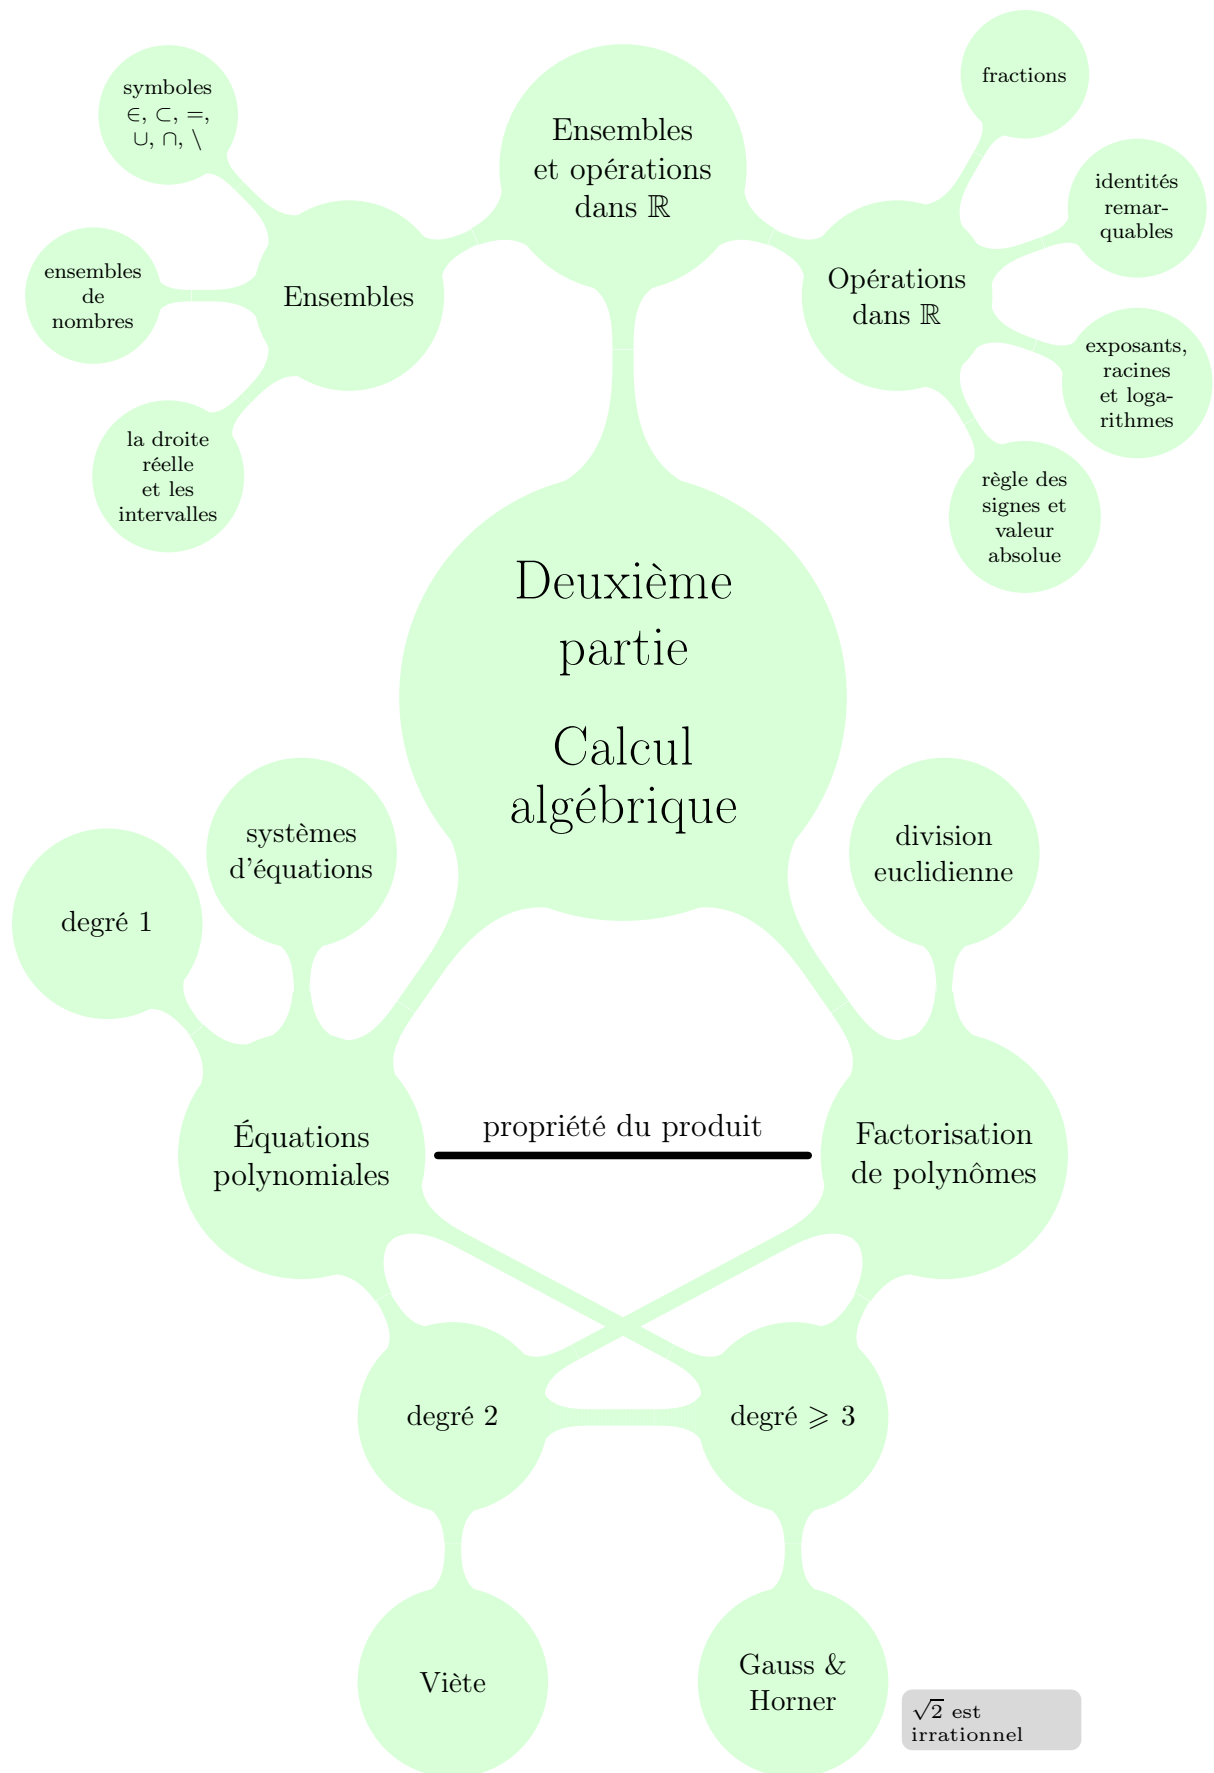 fractions
symboles
∈, ⊂, =,
∪, ∩, \
Ensembles
et opérations
dans ℝ
identités
remar-
quables
ensembles
de
nombres
Ensembles
Opérations
dans ℝ
exposants,
racines
et loga-
rithmes
la droite
réelle
et les
intervalles
règle des
signes et
valeur
absolue
Deuxième
partie
Calcul
algébrique
systèmes
d'équations
division
euclidienne
degré 1
propriété du produit
Équations
polynomiales
Factorisation
de polynômes
degré 2
degré ⩾ 3
Viète
Gauss &
Horner
√2 est
irrationnel